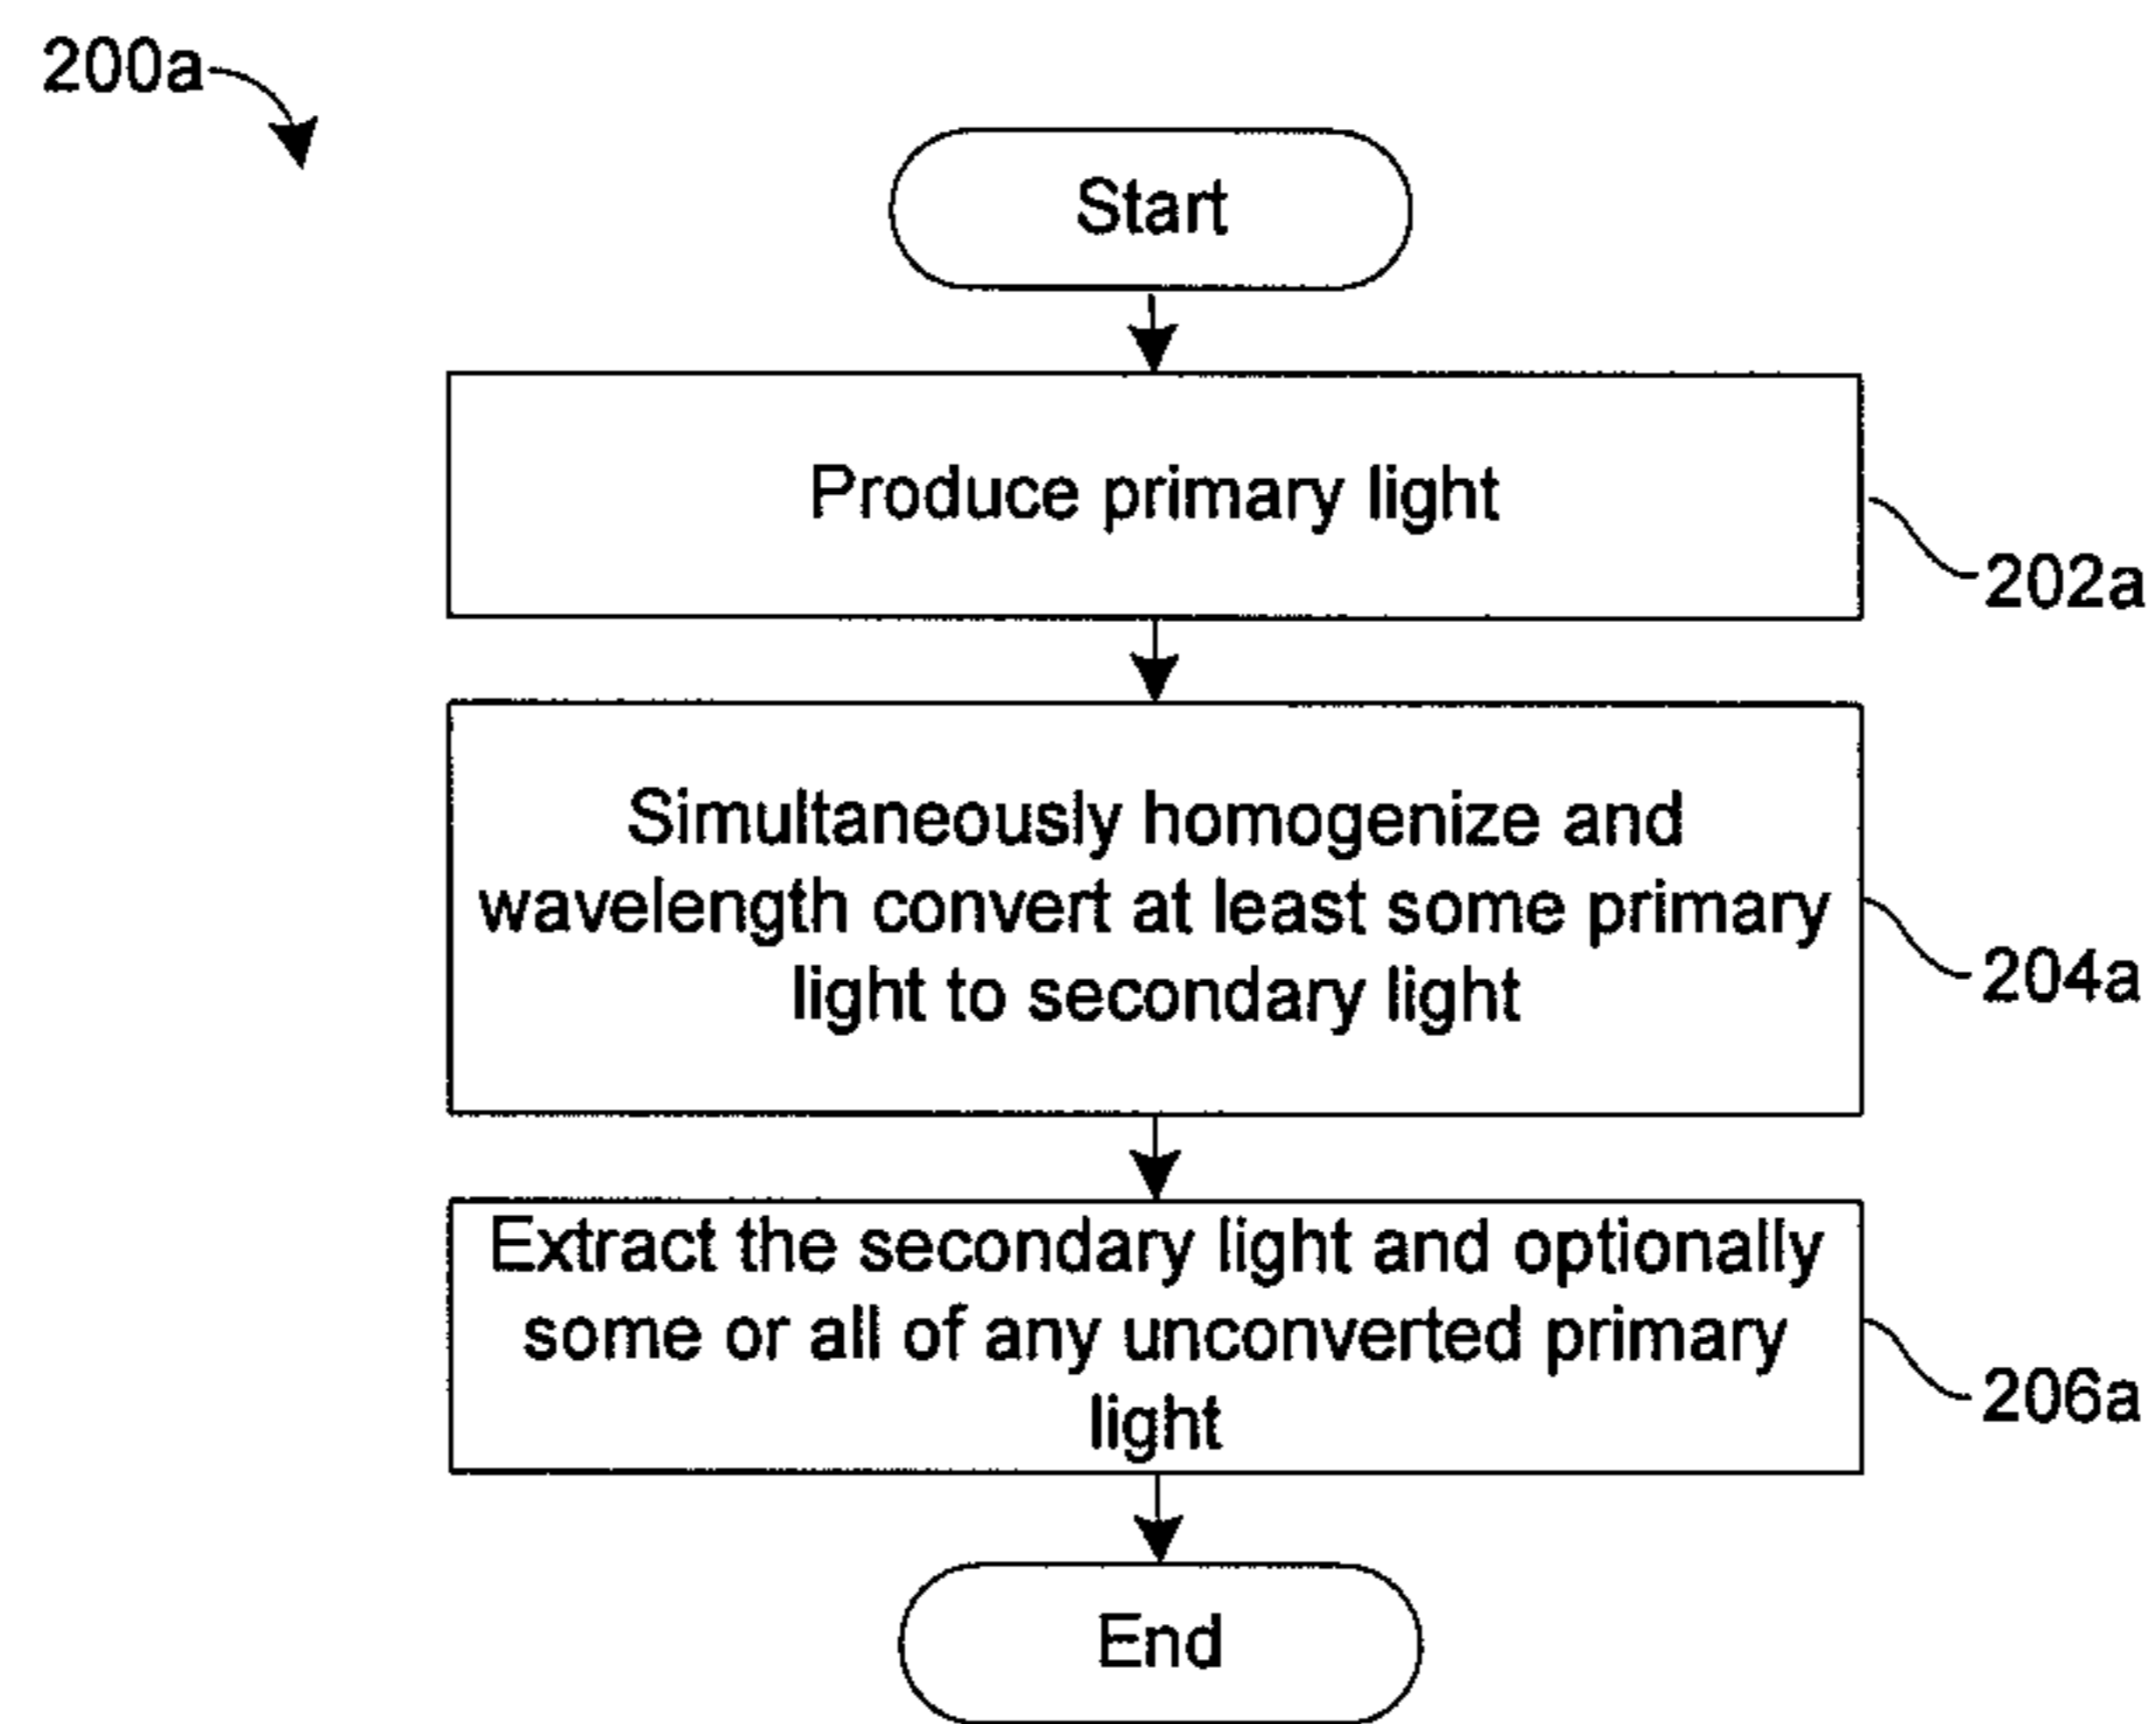 200a
Start
Produce primary light
202a
Simultaneously homogenize and
wavelength convert at least some primary
light to secondary light
204a
Extract the secondary light and optionally
some or all of any unconverted primary
light
206a
End